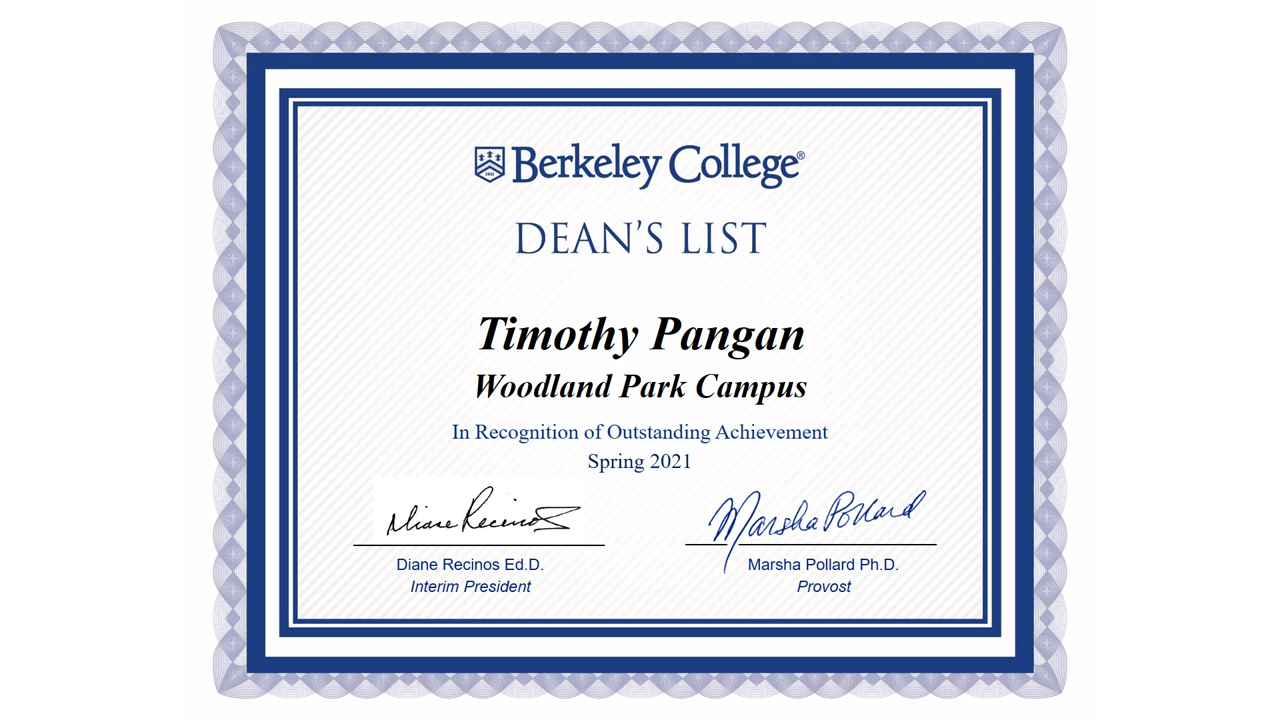 Berkeley College®
DEAN'S LIST
Timothy Pangan
Woodland Park Campus
In Recognition of Outstanding Achievement
Spring 2021
Diane Recinos
Marsha Pollard
Diane Recinos Ed.D.
Marsha Pollard Ph.D.
Interim President
Provost